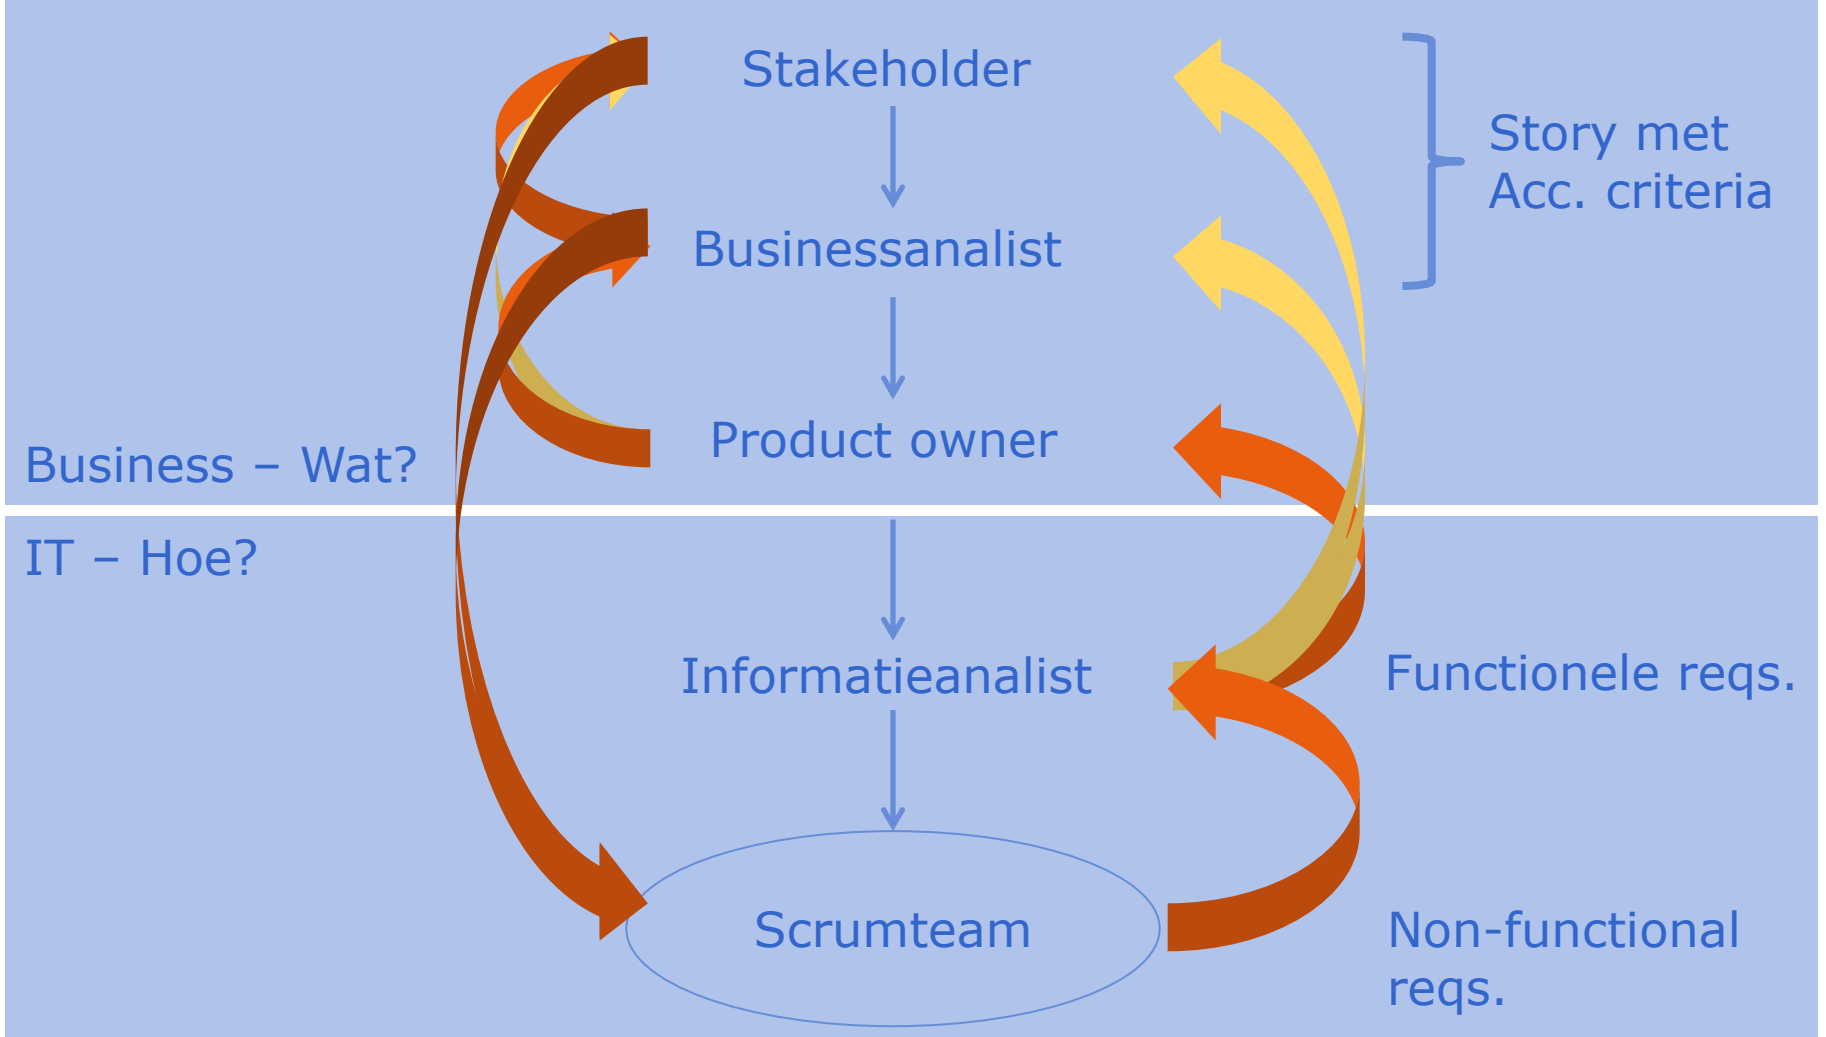 Stakeholder
Story met
Acc. criteria
Businessanalist
Product owner
Business – Wat?
IT – Hoe?
Informatieanalist
Functionele reqs.
Scrumteam
Non-functional
reqs.